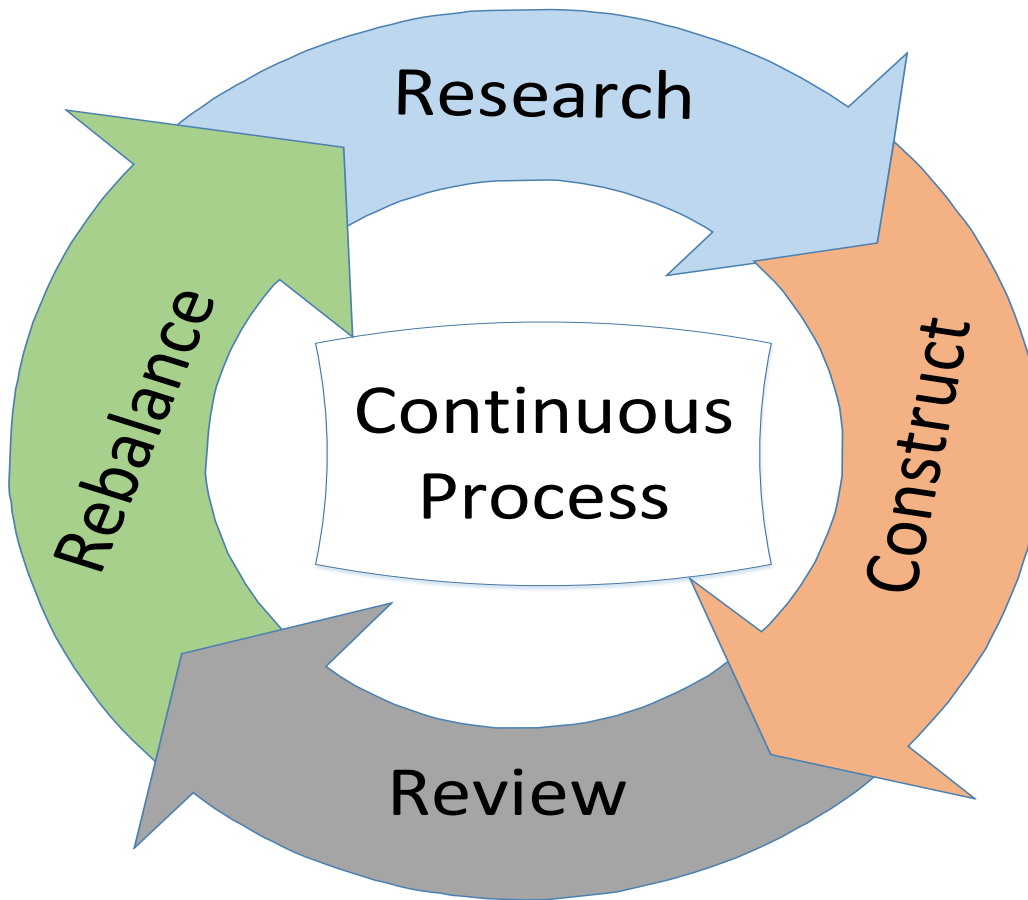 Research
Construct
Review
Rebalance
Continuous
Process